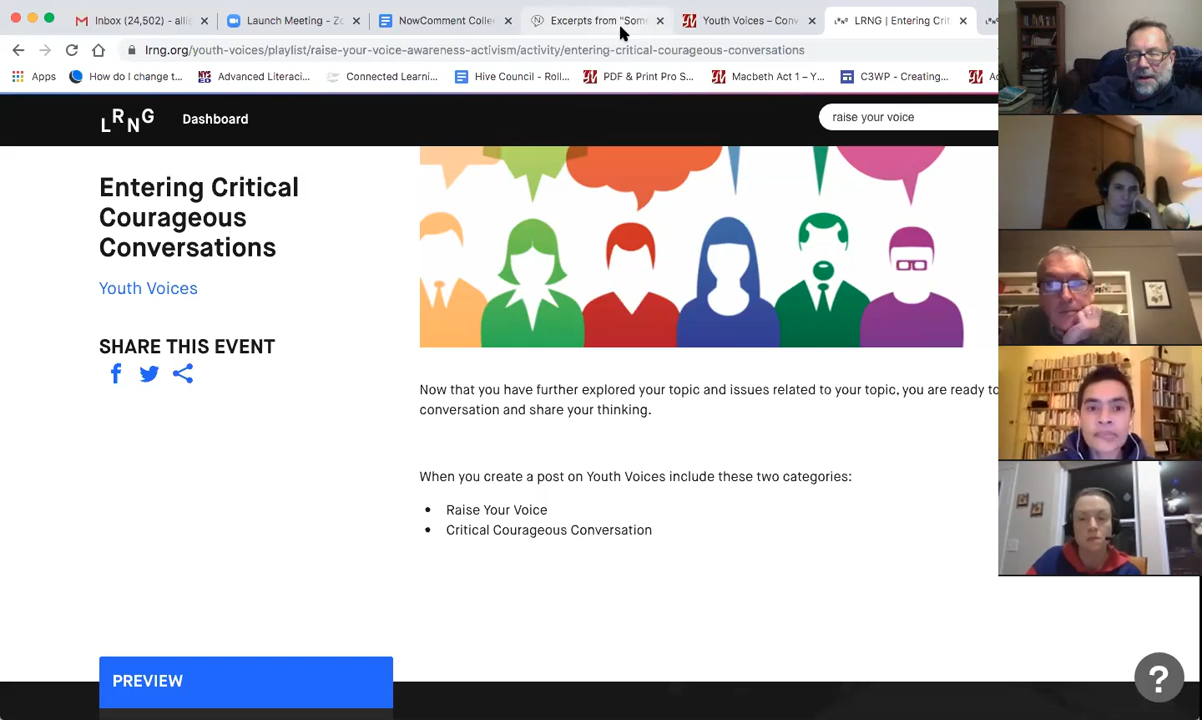 Inbox (24,502) - alli
Launch Meeting - Zo
NowComment Colle
Excerpts from "Som
Youth Voices – Conv
LRNG | Entering Crit
lrng.org/youth-voices/playlist/raise-your-voice-awareness-activism/activity/entering-critical-courageous-conversations
Apps
How do I change t...
Advanced Literaci...
Connected Learni...
Hive Council - Roll...
PDF & Print Pro S...
Macbeth Act 1 – Y...
C3WP - Creating...
LRNG
Dashboard
raise your voice
Entering Critical
Courageous
Conversations
Youth Voices
SHARE THIS EVENT
Now that you have further explored your topic and issues related to your topic, you are ready to
conversation and share your thinking.
When you create a post on Youth Voices include these two categories:
• Raise Your Voice
• Critical Courageous Conversation
PREVIEW
?